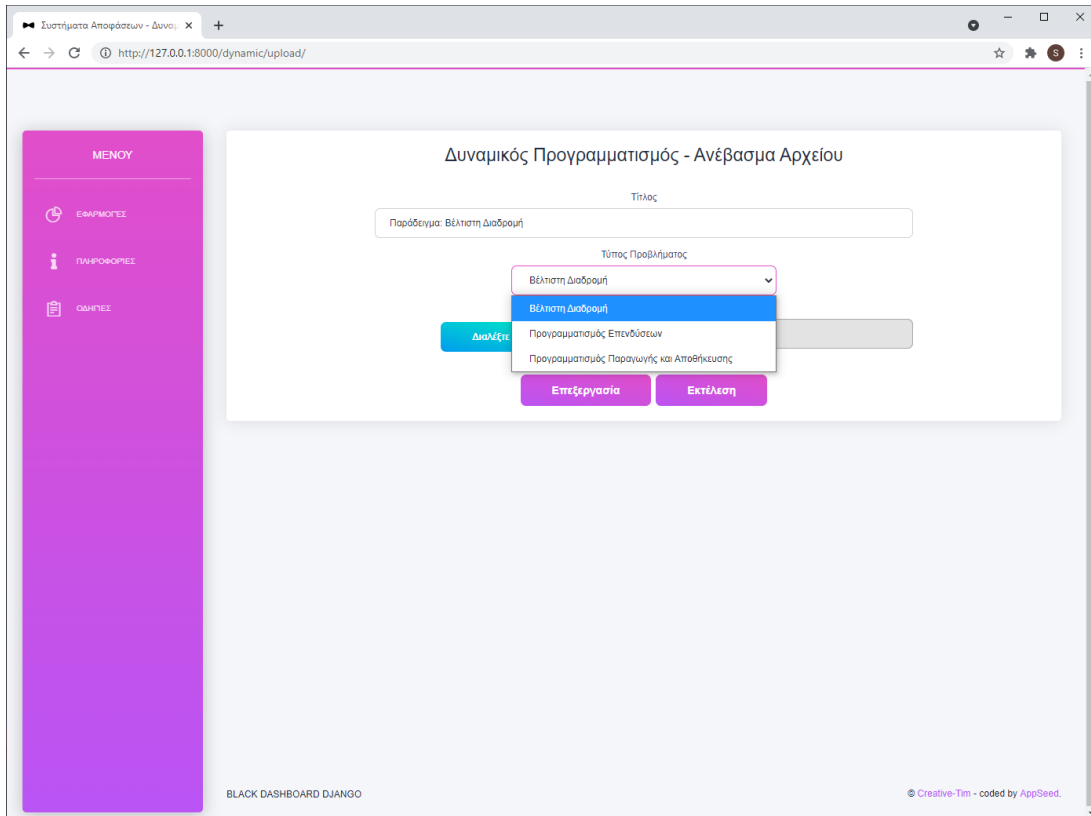 Συστήματα Αποφάσεων - Δυναμ
http://127.0.0.1:8000/dynamic/upload/
S
ΜΕΝΟΥ
ΕΦΑΡΜΟΓΕΣ
ΠΛΗΡΟΦΟΡΙΕΣ
ΟΔΗΓΙΕΣ
Δυναμικός Προγραμματισμός - Ανέβασμα Αρχείου
Τίτλος
Παράδειγμα: Βέλτιστη Διαδρομή
Τύπος Προβλήματος
Βέλτιστη Διαδρομή
Βέλτιστη Διαδρομή
Προγραμματισμός Επενδύσεων
Προγραμματισμός Παραγωγής και Αποθήκευσης
Διαλέξτε
Επεξεργασία Εκτέλεση
BLACK DASHBOARD DJANGO
© Creative-Tim - coded by AppSeed.